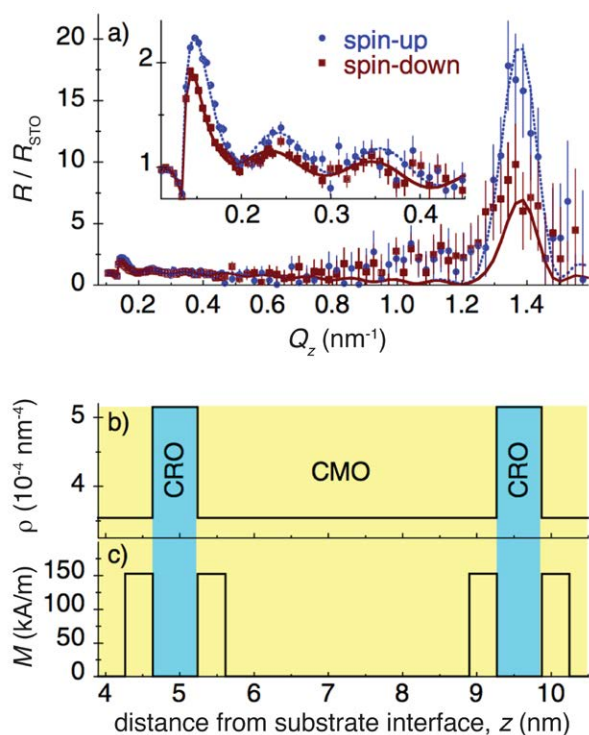 a)
spin-up
spin-down
R / R_STO
20
15
10
5
0
2
1
0.2 0.3 0.4
0.2 0.4 0.6 0.8 1.0 1.2 1.4
Q_z (nm⁻¹)
b)
ρ (10⁻⁴ nm⁻⁴)
5
4
CRO
CMO
CRO
c)
M (kA/m)
150
100
50
0
4 5 6 7 8 9 10
distance from substrate interface, z (nm)